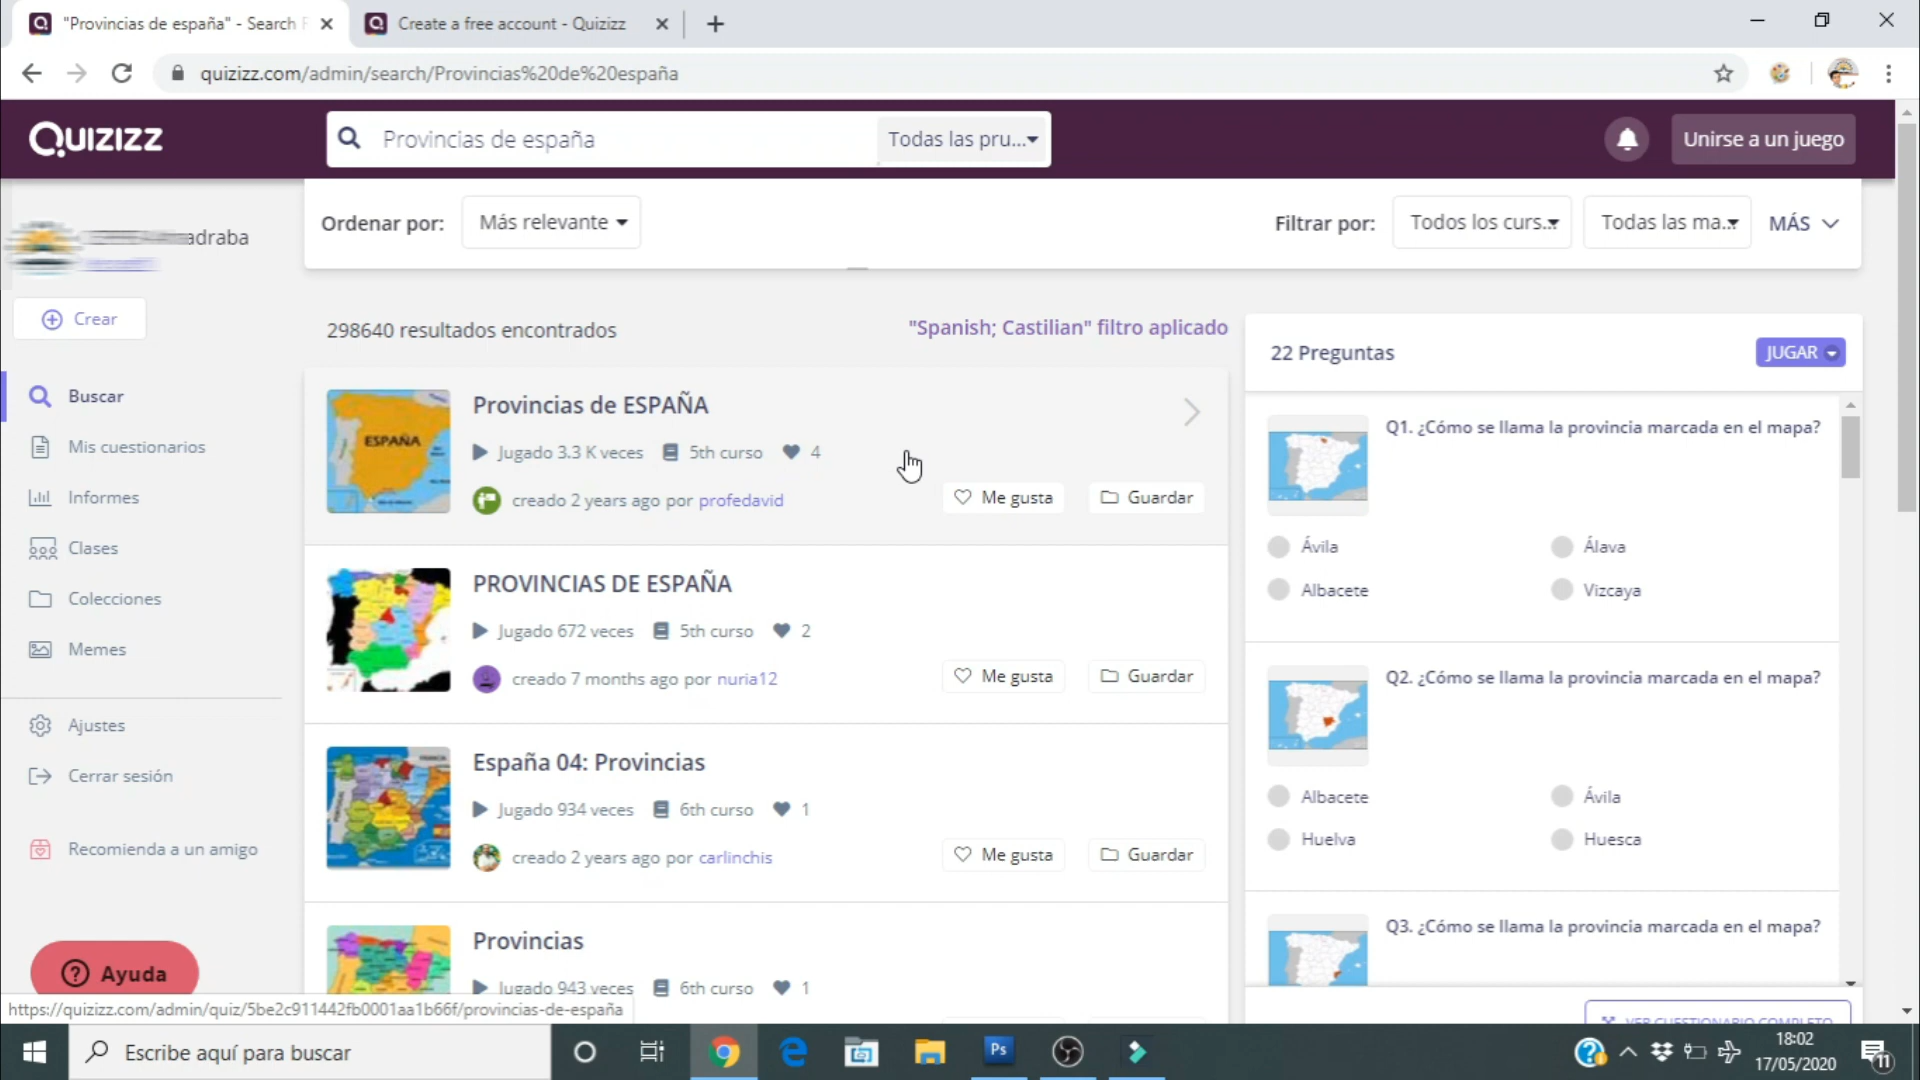 "Provincias de españa" - Search
Create a free account - Quizizz
quizizz.com/admin/search/Provincias%20de%20españa
Quizizz
Provincias de españa
Todas las pru...
Unirse a un juego
adraba
Ordenar por:
Más relevante
Filtrar por:
Todos los curs...
Todas las ma...
MÁS
Crear
Buscar
Mis cuestionarios
Informes
Clases
Colecciones
Memes
Ajustes
Cerrar sesión
Recomienda a un amigo
Ayuda
298640 resultados encontrados
"Spanish; Castilian" filtro aplicado
ESPAÑA
Provincias de ESPAÑA
Jugado 3.3 K veces 5th curso 4
creado 2 years ago por profedavid
Me gusta
Guardar
PROVINCIAS DE ESPAÑA
Jugado 672 veces 5th curso 2
creado 7 months ago por nuria12
Me gusta
Guardar
España 04: Provincias
Jugado 934 veces 6th curso 1
creado 2 years ago por carlinchis
Me gusta
Guardar
Provincias
Jugado 943 veces 6th curso 1
22 Preguntas
JUGAR
Q1. ¿Cómo se llama la provincia marcada en el mapa?
Ávila
Álava
Albacete
Vizcaya
Q2. ¿Cómo se llama la provincia marcada en el mapa?
Albacete
Ávila
Huelva
Huesca
Q3. ¿Cómo se llama la provincia marcada en el mapa?
VER CUESTIONARIO COMPLETO
https://quizizz.com/admin/quiz/5be2c911442fb0001aa1b66f/provincias-de-españa
Escribe aquí para buscar
Ps
18:02
17/05/2020
11